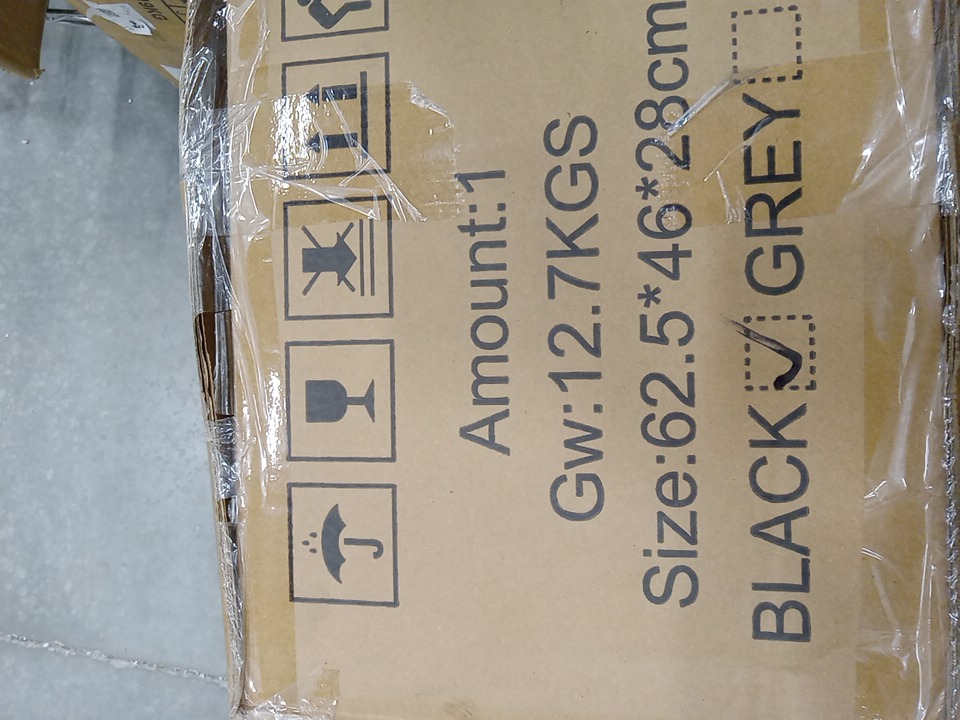 Amount:1
Gw:12.7KGS
Size:62.5*46*28cm
BLACK GREY